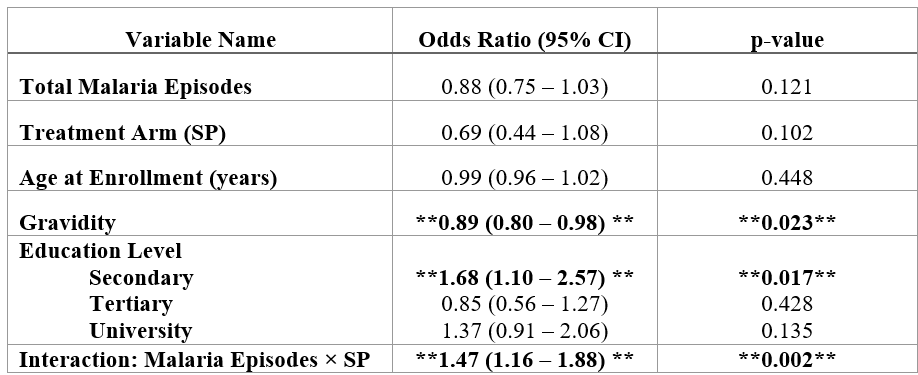 Variable Name Odds Ratio (95% CI) p-value
Total Malaria Episodes 0.88 (0.75 – 1.03) 0.121
Treatment Arm (SP) 0.69 (0.44 – 1.08) 0.102
Age at Enrollment (years) 0.99 (0.96 – 1.02) 0.448
Gravidity **0.89 (0.80 – 0.98) ** **0.023**
Education Level
Secondary **1.68 (1.10 – 2.57) ** **0.017**
Tertiary 0.85 (0.56 – 1.27) 0.428
University 1.37 (0.91 – 2.06) 0.135
Interaction: Malaria Episodes × SP **1.47 (1.16 – 1.88) ** **0.002**